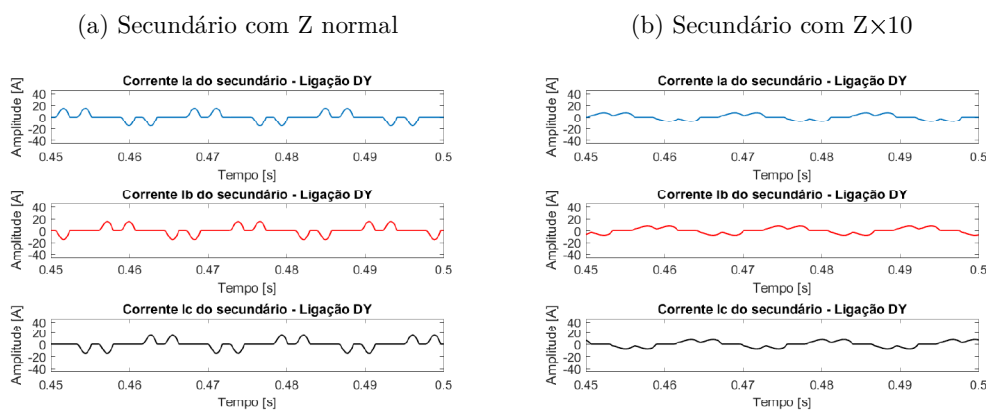 (a) Secundário com Z normal
Corrente Ia do secundário - Ligação DY
Amplitude [A]
40
20
0
-20
-40
0.45 0.46 0.47 0.48 0.49 0.5
Tempo [s]
Corrente Ib do secundário - Ligação DY
Amplitude [A]
40
20
0
-20
-40
0.45 0.46 0.47 0.48 0.49 0.5
Tempo [s]
Corrente Ic do secundário - Ligação DY
Amplitude [A]
40
20
0
-20
-40
0.45 0.46 0.47 0.48 0.49 0.5
Tempo [s]
(b) Secundário com Z×10
Corrente Ia do secundário - Ligação DY
Amplitude [A]
40
20
0
-20
-40
0.45 0.46 0.47 0.48 0.49 0.5
Tempo [s]
Corrente Ib do secundário - Ligação DY
Amplitude [A]
40
20
0
-20
-40
0.45 0.46 0.47 0.48 0.49 0.5
Tempo [s]
Corrente Ic do secundário - Ligação DY
Amplitude [A]
40
20
0
-20
-40
0.45 0.46 0.47 0.48 0.49 0.5
Tempo [s]